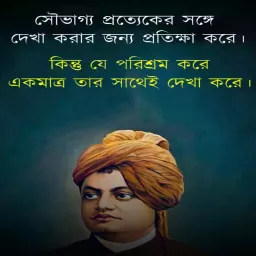 সৌভাগ্য প্রত্যেকের সঙ্গে
দেখা করার জন্য প্রতিক্ষা করে।
কিন্তু যে পরিশ্রম করে
একমাত্র তার সাথেই দেখা করে।